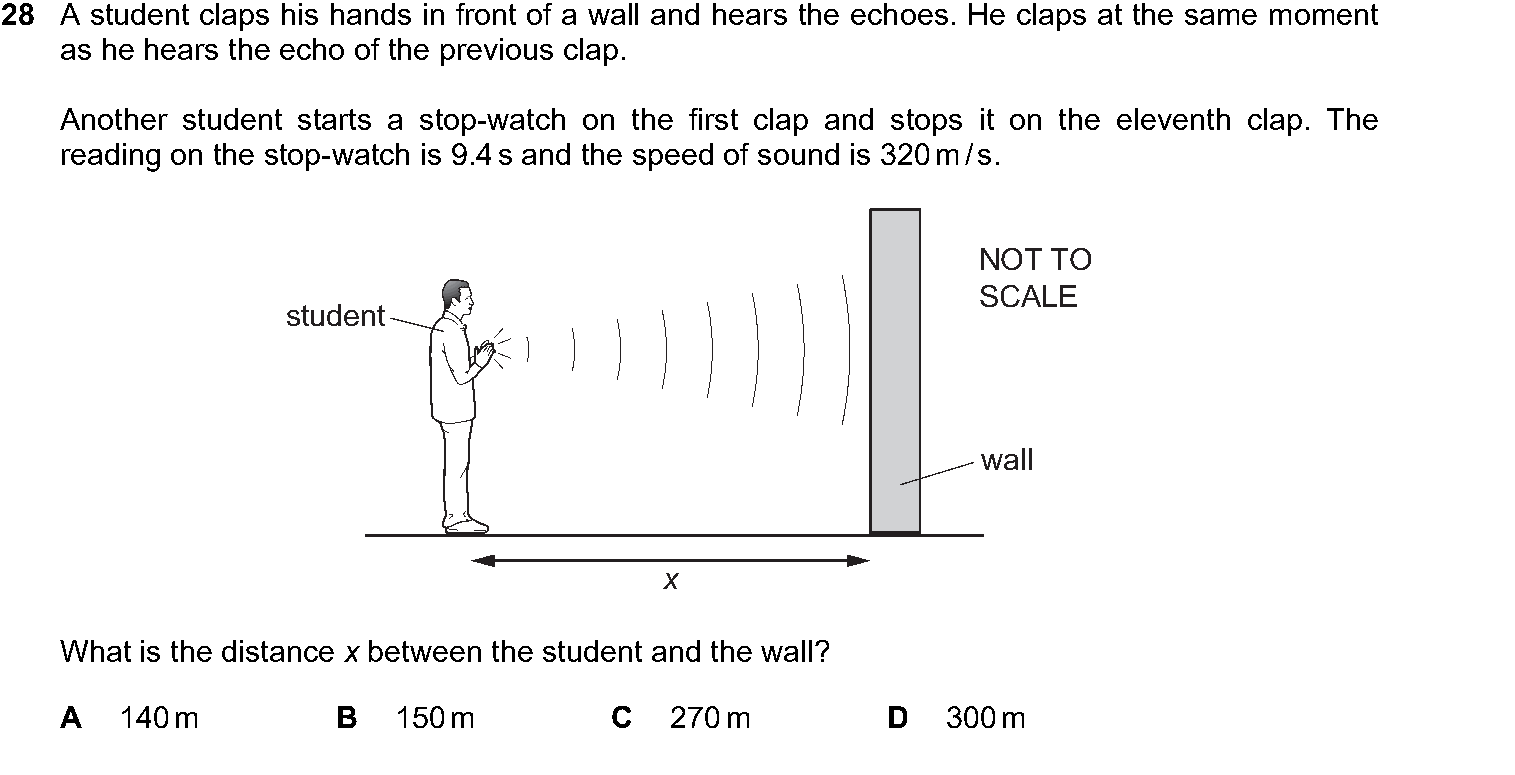 28 A student claps his hands in front of a wall and hears the echoes. He claps at the same moment
as he hears the echo of the previous clap.
Another student starts a stop-watch on the first clap and stops it on the eleventh clap. The
reading on the stop-watch is 9.4 s and the speed of sound is 320 m / s.
NOT TO
SCALE
student
wall
x
What is the distance x between the student and the wall?
A 140 m B 150 m C 270 m D 300 m